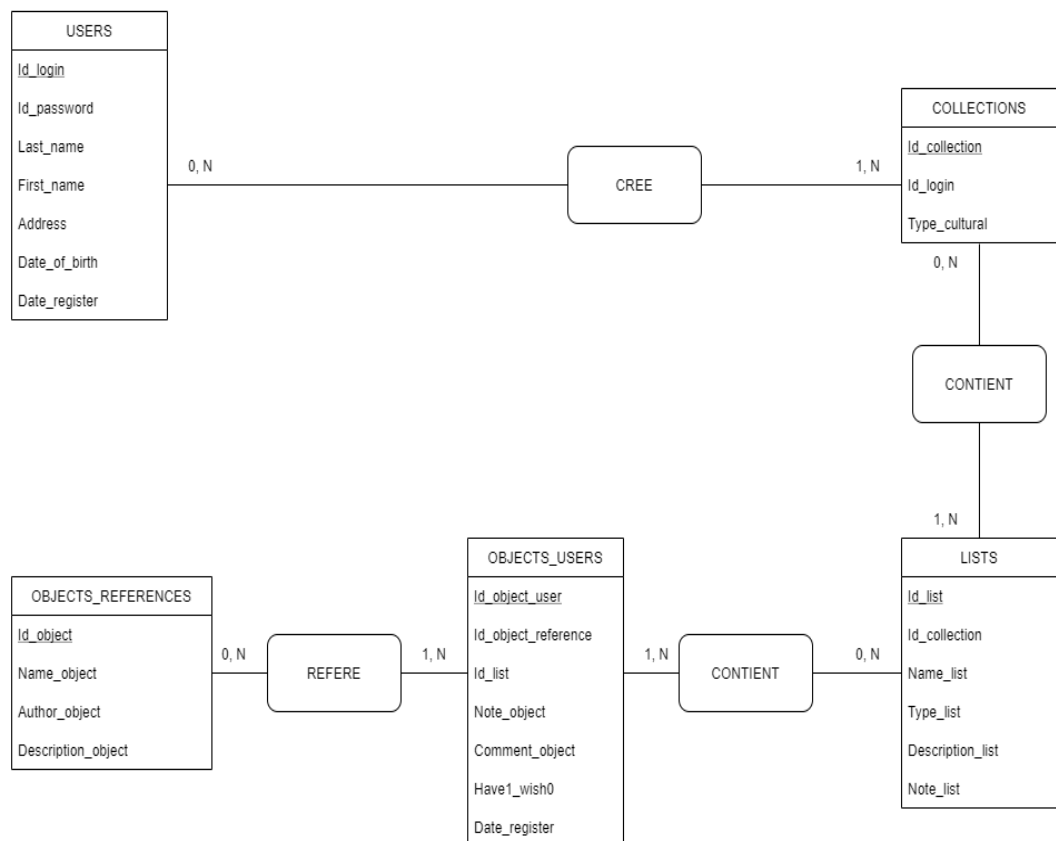 USERS
Id_login
Id_password
Last_name
First_name
Address
Date_of_birth
Date_register
0, N
CREE
1, N
COLLECTIONS
Id_collection
Id_login
Type_cultural
0, N
CONTIENT
1, N
LISTS
Id_list
Id_collection
Name_list
Type_list
Description_list
Note_list
0, N
CONTIENT
1, N
OBJECTS_USERS
Id_object_user
Id_object_reference
Id_list
Note_object
Comment_object
Have1_wish0
Date_register
1, N
REFERE
0, N
OBJECTS_REFERENCES
Id_object
Name_object
Author_object
Description_object